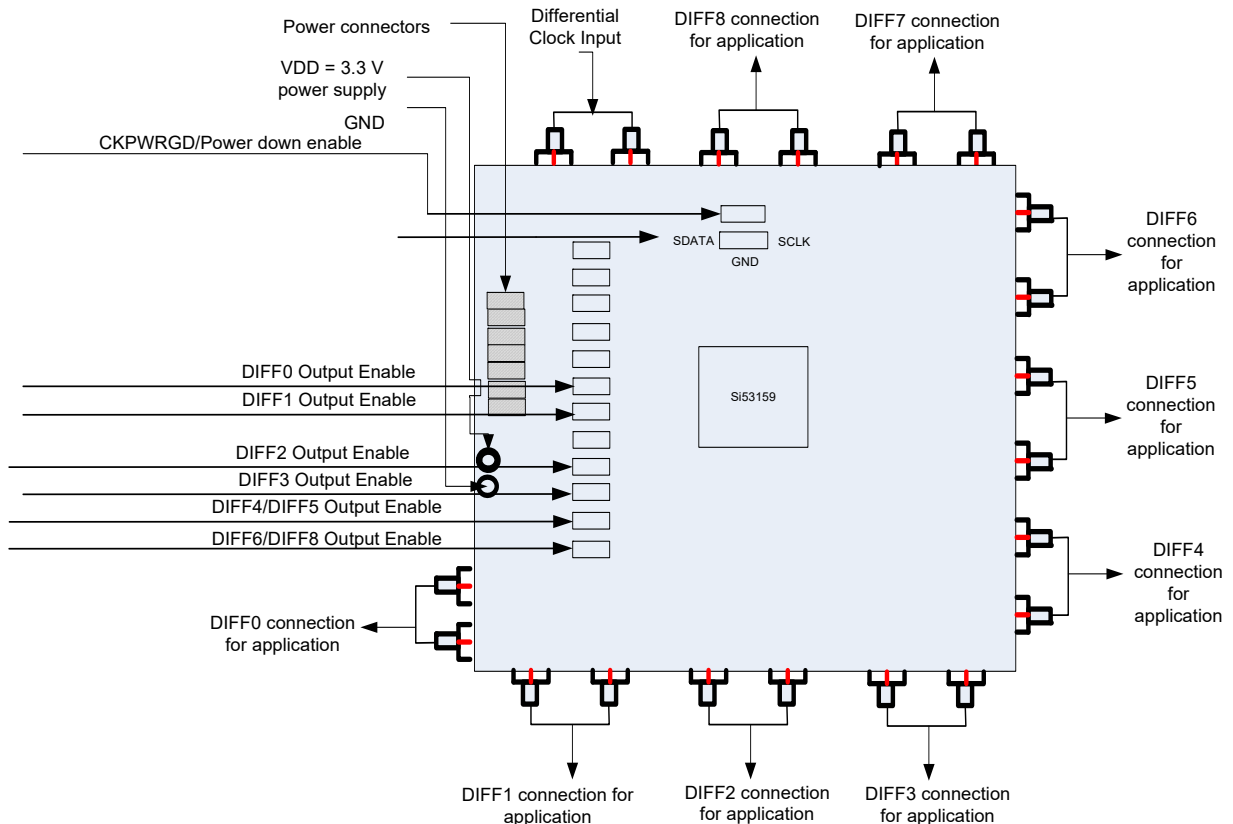 Power connectors
Differential
Clock Input
DIFF8 connection
for application
DIFF7 connection
for application
VDD = 3.3 V
power supply
GND
CKPWRGD/Power down enable
SDATA
SCLK
GND
DIFF6
connection
for
application
DIFF0 Output Enable
DIFF1 Output Enable
Si53159
DIFF5
connection
for
application
DIFF2 Output Enable
DIFF3 Output Enable
DIFF4/DIFF5 Output Enable
DIFF6/DIFF8 Output Enable
DIFF4
connection
for
application
DIFF0 connection
for application
DIFF1 connection for
application
DIFF2 connection
for application
DIFF3 connection
for application